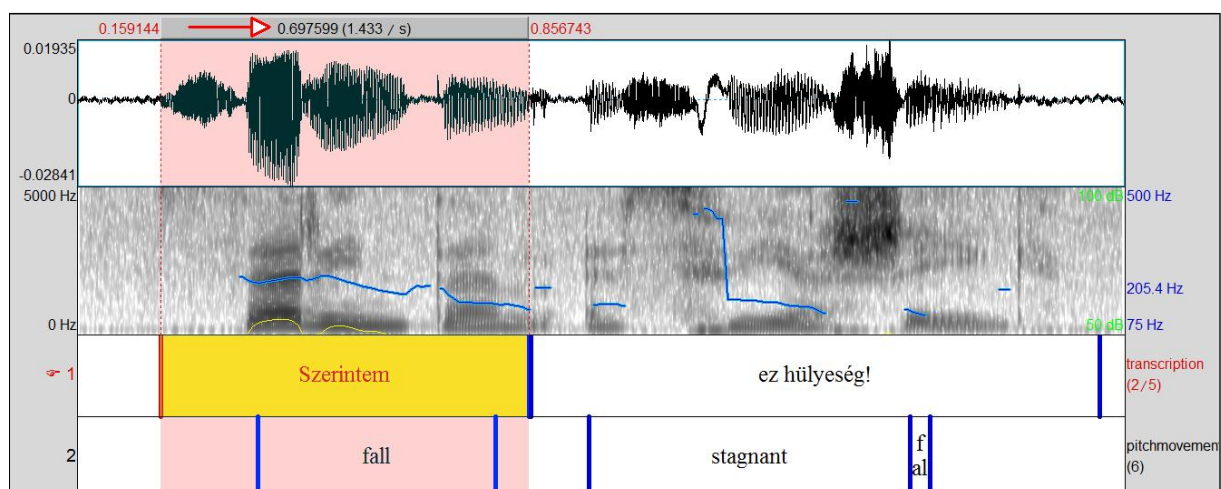 0.159144 0.697599 (1.433 / s) 0.856743
0.01935
0
-0.02841
5000 Hz 100 dB 500 Hz
205.4 Hz
0 Hz 50 dB 75 Hz
1 Szerintem ez hülyeség! transcription
(2/5)
2 fall stagnant f
al pitchmovement
(6)